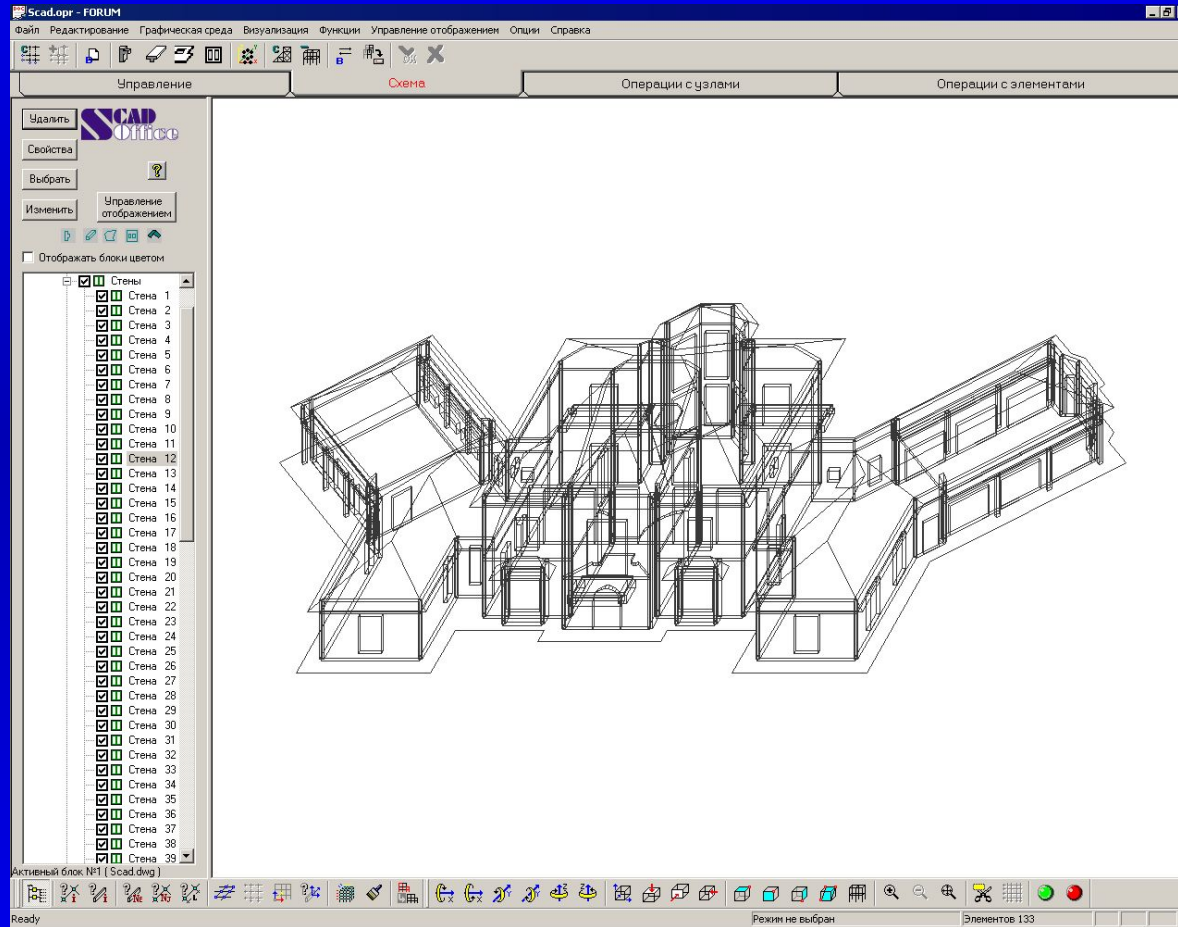 Scad.opr - FORUM
Файл Редактирование Графическая среда Визуализация Функции Управление отображением Опции Справка
Управление Схема Операции с узлами Операции с элементами
Удалить
SCAD Office
Свойства
?
Выбрать
Управление отображением
Изменить
Отображать блоки цветом
Стены
Стена 1
Стена 2
Стена 3
Стена 4
Стена 5
Стена 6
Стена 7
Стена 8
Стена 9
Стена 10
Стена 11
Стена 12
Стена 13
Стена 14
Стена 15
Стена 16
Стена 17
Стена 18
Стена 19
Стена 20
Стена 21
Стена 22
Стена 23
Стена 24
Стена 25
Стена 26
Стена 27
Стена 28
Стена 29
Стена 30
Стена 31
Стена 32
Стена 33
Стена 34
Стена 35
Стена 36
Стена 37
Стена 38
Стена 39
Активный блок №1 ( Scad.dwg )
Ready Режим не выбран Элементов 133